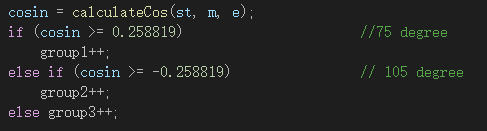 cosin = calculateCos(st, m, e);
if (cosin >= 0.258819) //75 degree
group1++;
else if (cosin >= -0.258819) // 105 degree
group2++;
else group3++;